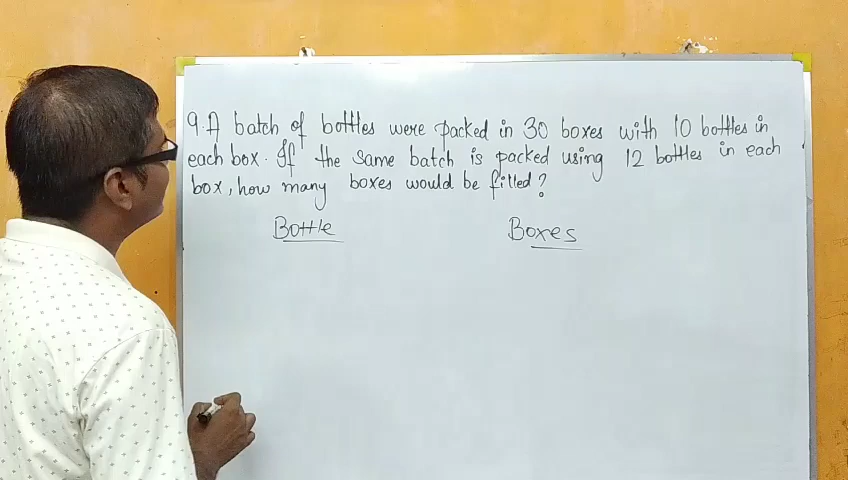 9. A batch of bottles were packed in 30 boxes with 10 bottles in
each box. If the same batch is packed using 12 bottles in each
box, how many boxes would be filled?
Bottle Boxes